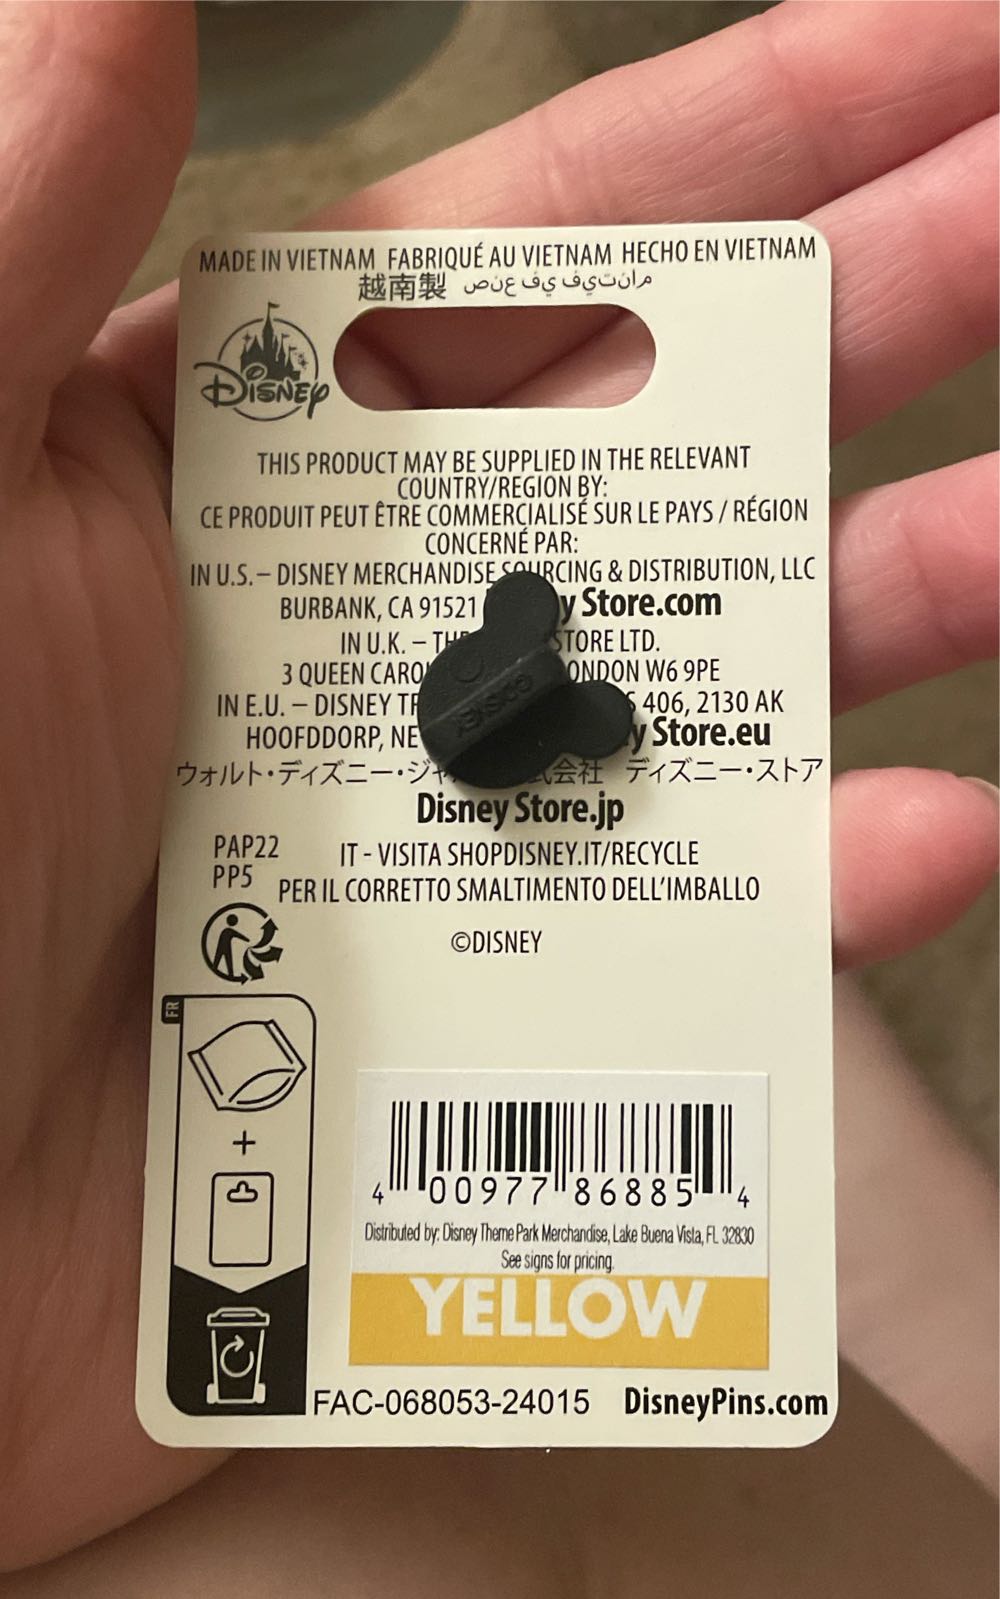 MADE IN VIETNAM FABRIQUÉ AU VIETNAM HECHO EN VIETNAM
越南製 صنع في فيتنام
Disney
THIS PRODUCT MAY BE SUPPLIED IN THE RELEVANT
COUNTRY/REGION BY:
CE PRODUIT PEUT ÊTRE COMMERCIALISÉ SUR LE PAYS / RÉGION
CONCERNÉ PAR:
IN U.S. – DISNEY MERCHANDISE SOURCING & DISTRIBUTION, LLC
BURBANK, CA 91521 Store.com
IN U.K. – STORE LTD.
3 QUEEN W6 9PE
IN E.U. – DISNEY 406, 2130 AK
HOOFDDORP, Store.eu
ウォルト・ディズニー・ジャ 式会社 ディズニー・ストア
DISNEY
Disney Store.jp
PAP22 IT - VISITA SHOPDISNEY.IT/RECYCLE
PP5 PER IL CORRETTO SMALTIMENTO DELL'IMBALLO
©DISNEY
FR
+
4 00977 86885 4
Distributed by: Disney Theme Park Merchandise, Lake Buena Vista, FL 32830
See signs for pricing.
YELLOW
FAC-068053-24015 DisneyPins.com